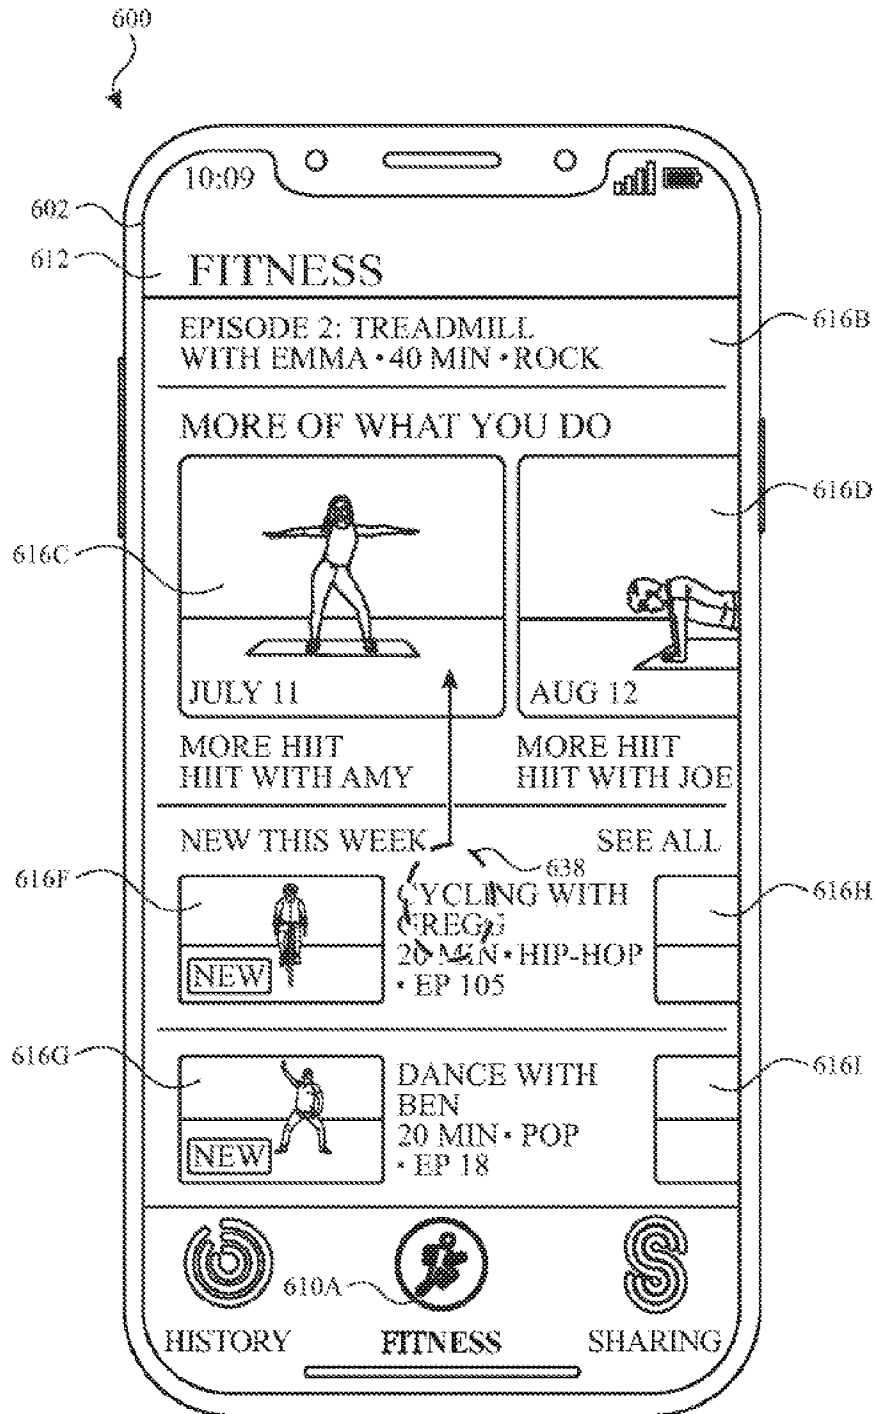 600
10:09
602
612
FITNESS
EPISODE 2: TREADMILL
WITH EMMA • 40 MIN • ROCK
616B
MORE OF WHAT YOU DO
616D
616C
JULY 11
AUG 12
MORE HIIT
HIIT WITH AMY
MORE HIIT
HIIT WITH JOE
NEW THIS WEEK
SEE ALL
638
616F
CYCLING WITH
GREGG
20 MIN • HIP-HOP
• EP 105
NEW
616H
616G
DANCE WITH
BEN
20 MIN • POP
• EP 18
NEW
616I
610A
HISTORY
FITNESS
SHARING